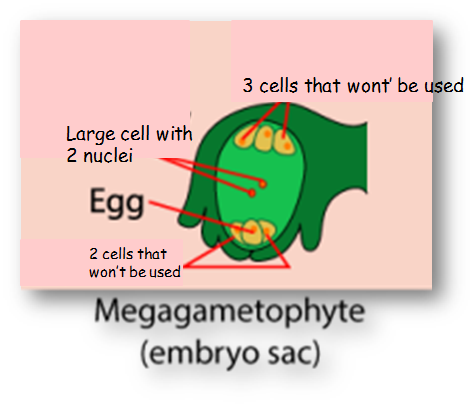 3 cells that wont' be used
Large cell with
2 nuclei
Egg
2 cells that
won't be used
Megagametophyte
(embryo sac)